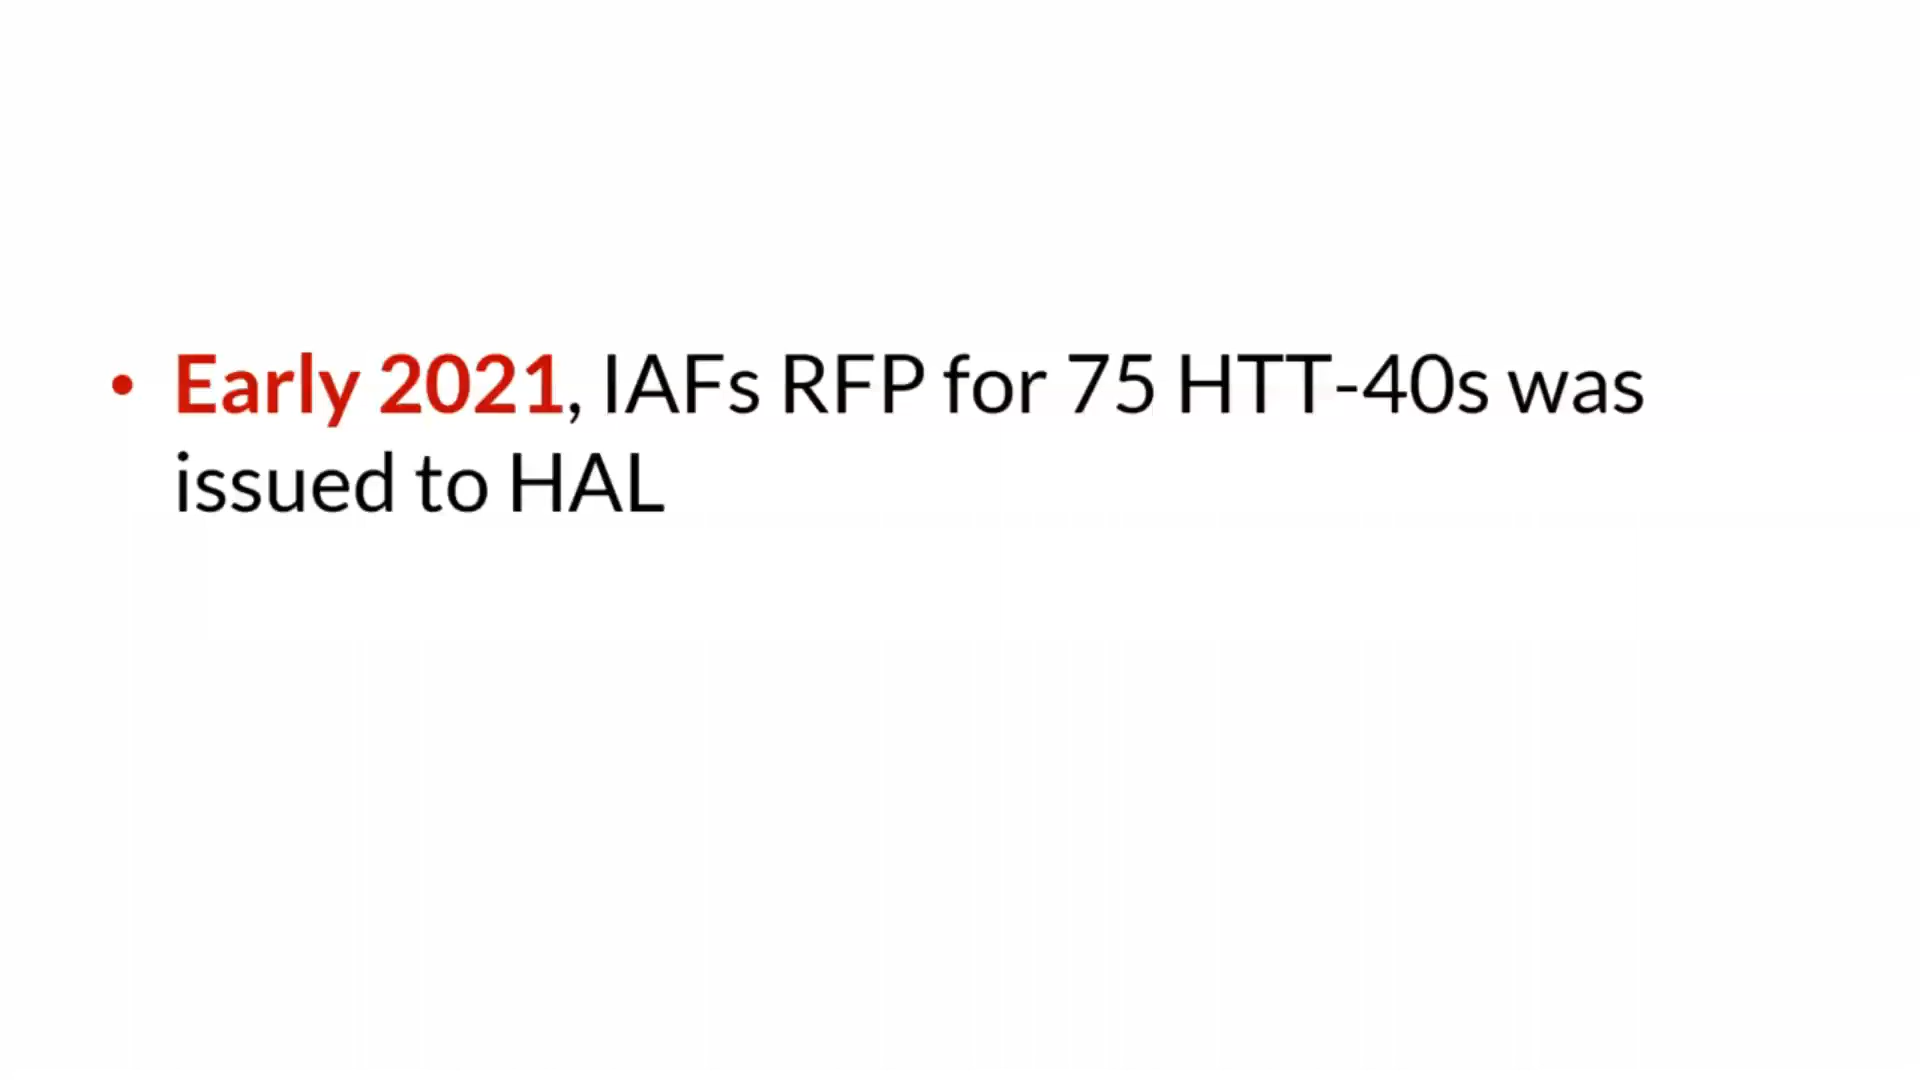 • Early 2021, IAFs RFP for 75 HTT-40s was
issued to HAL